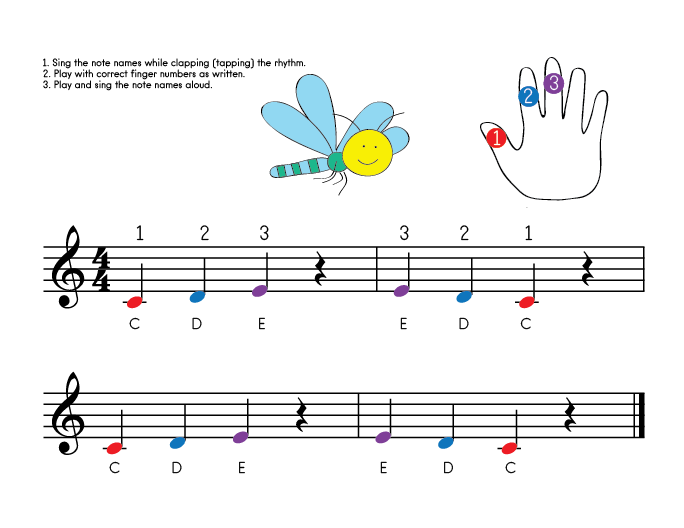 1. Sing the note names while clapping (tapping) the rhythm.
2. Play with correct finger numbers as written.
3. Play and sing the note names aloud.
1 2 3
4
4
1 2 3 3 2 1
C D E E D C
C D E E D C